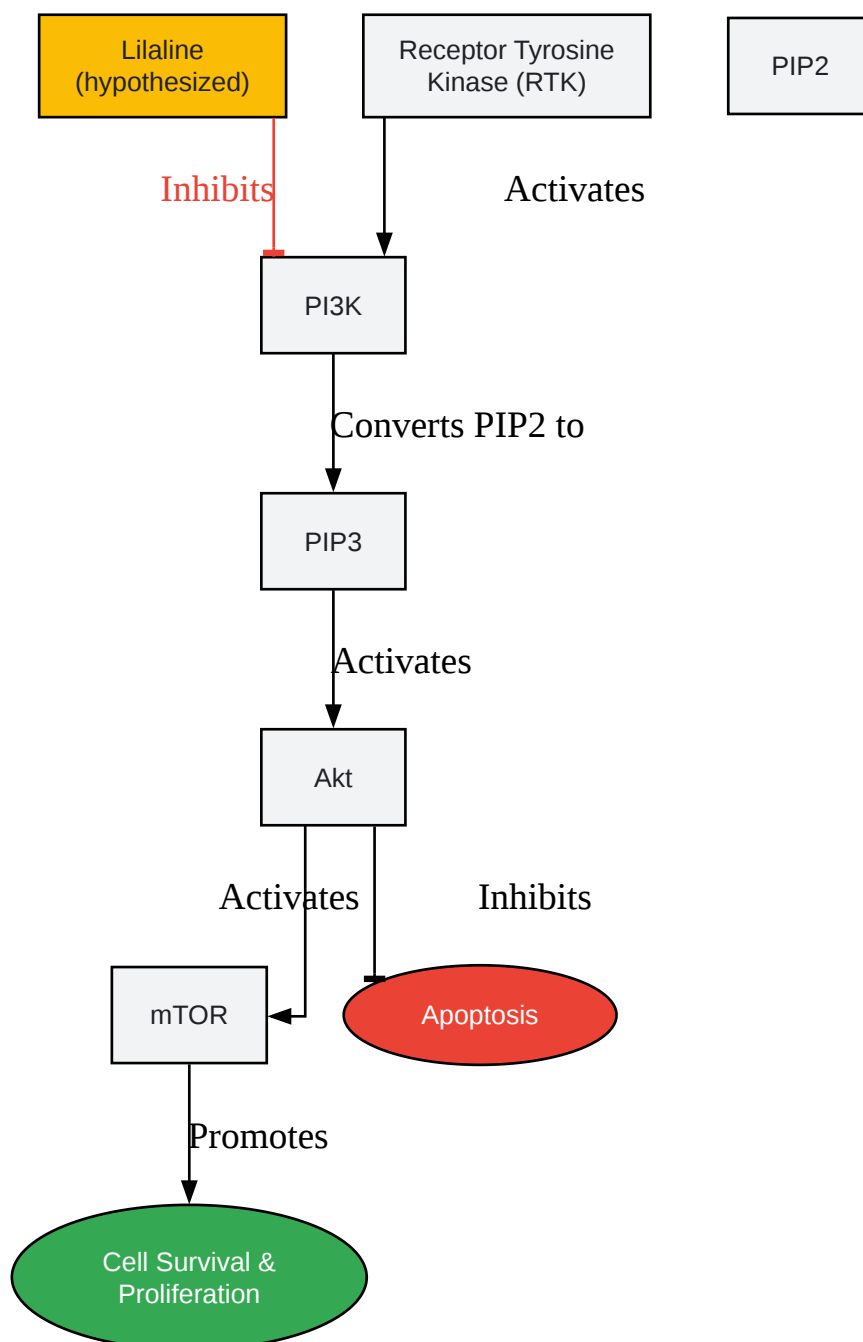 Lilaline
(hypothesized)
Receptor Tyrosine
Kinase (RTK)
PIP2
Inhibits
Activates
PI3K
Converts PIP2 to
PIP3
Activates
Akt
Activates
Inhibits
mTOR
Apoptosis
Promotes
Cell Survival &
Proliferation